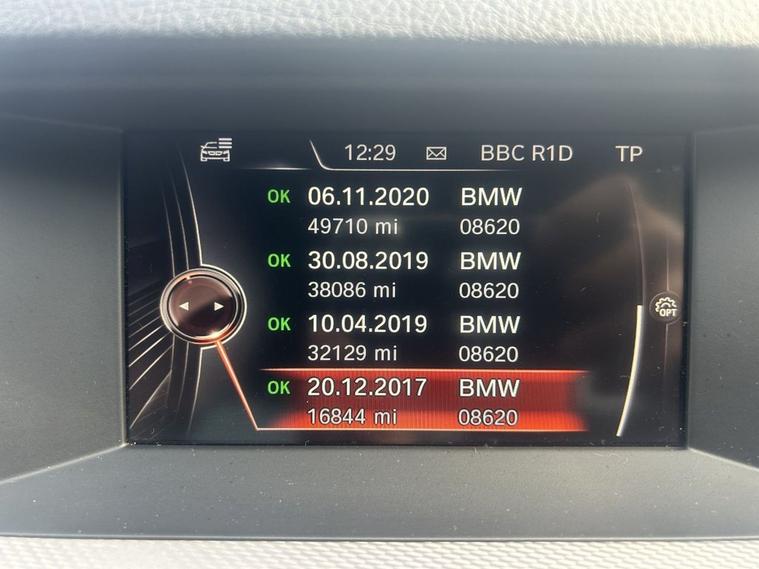 12:29 BBC R1D TP
OK 06.11.2020 BMW
49710 mi 08620
OK 30.08.2019 BMW
38086 mi 08620
OPT
OK 10.04.2019 BMW
32129 mi 08620
OK 20.12.2017 BMW
16844 mi 08620